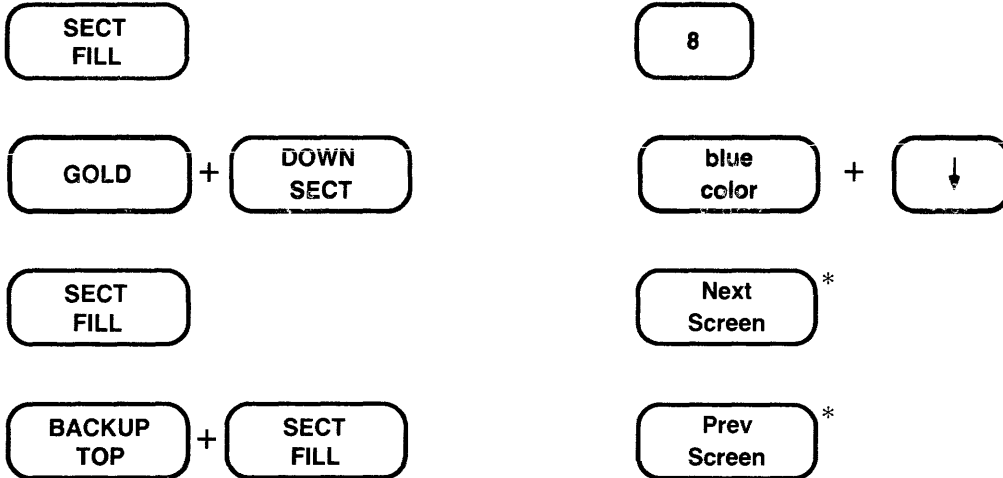 SECT
FILL
8
GOLD + DOWN
SECT
blue
color + ↓
SECT
FILL
Next
Screen *
BACKUP
TOP + SECT
FILL
Prev
Screen *